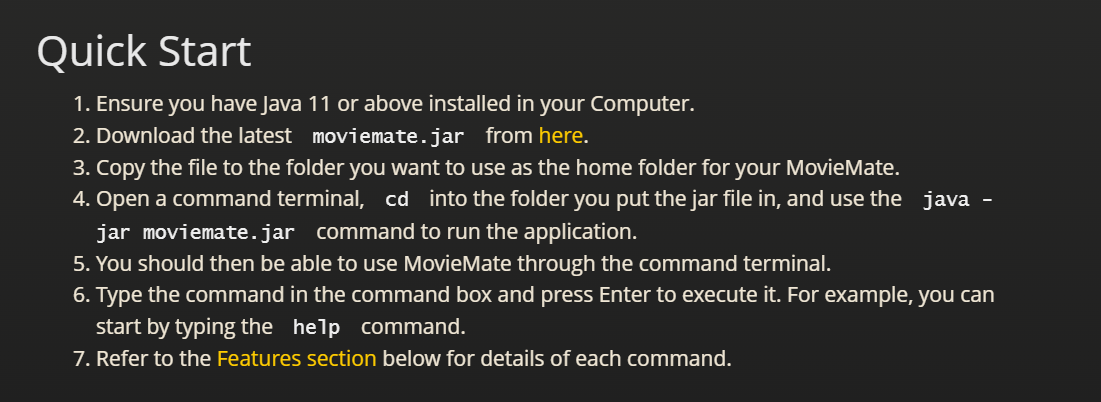 Quick Start
1. Ensure you have Java 11 or above installed in your Computer.
2. Download the latest moviemate.jar from here.
3. Copy the file to the folder you want to use as the home folder for your MovieMate.
4. Open a command terminal, cd into the folder you put the jar file in, and use the java -
jar moviemate.jar command to run the application.
5. You should then be able to use MovieMate through the command terminal.
6. Type the command in the command box and press Enter to execute it. For example, you can
start by typing the help command.
7. Refer to the Features section below for details of each command.